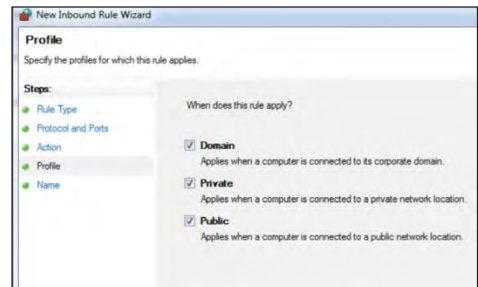 New Inbound Rule Wizard
Profile
Specify the profiles for which this rule applies.
Steps:
Rule Type
Protocol and Ports
Action
Profile
Name
When does this rule apply?
Domain
Applies when a computer is connected to its corporate domain.
Private
Applies when a computer is connected to a private network location.
Public
Applies when a computer is connected to a public network location.